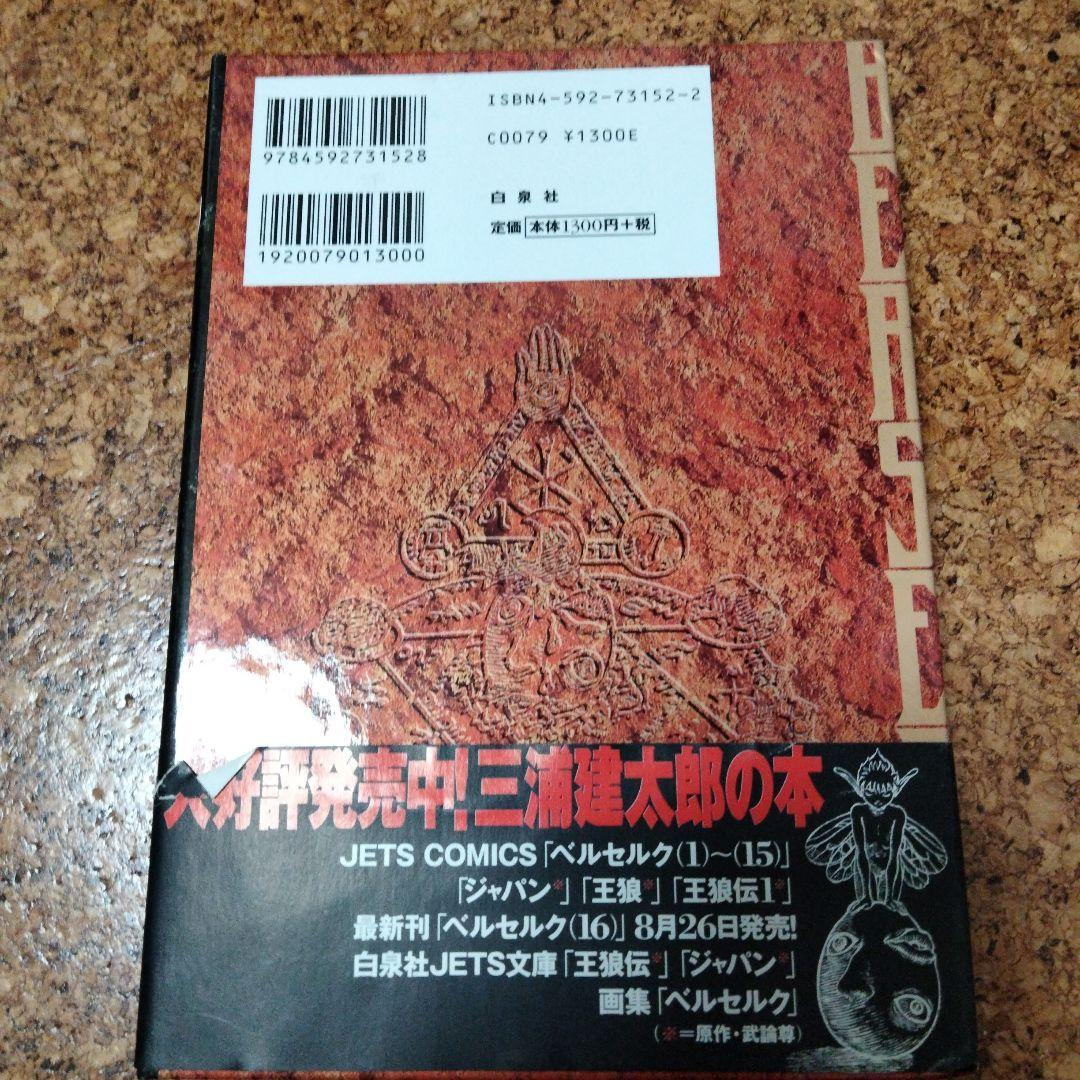 ISBN4-592-73152-2
C0079 ¥1300E
9784592731528
白泉社
定価 本体1300円+税
1920079013000
大好評発売中!三浦建太郎の本
JETS COMICS「ベルセルク(1)~(15)」
「ジャパン※」「王狼※」「王狼伝1※」
最新刊「ベルセルク(16)」8月26日発売!
白泉社JETS文庫「王狼伝※」「ジャパン※」
画集「ベルセルク」
(※=原作・武論尊)